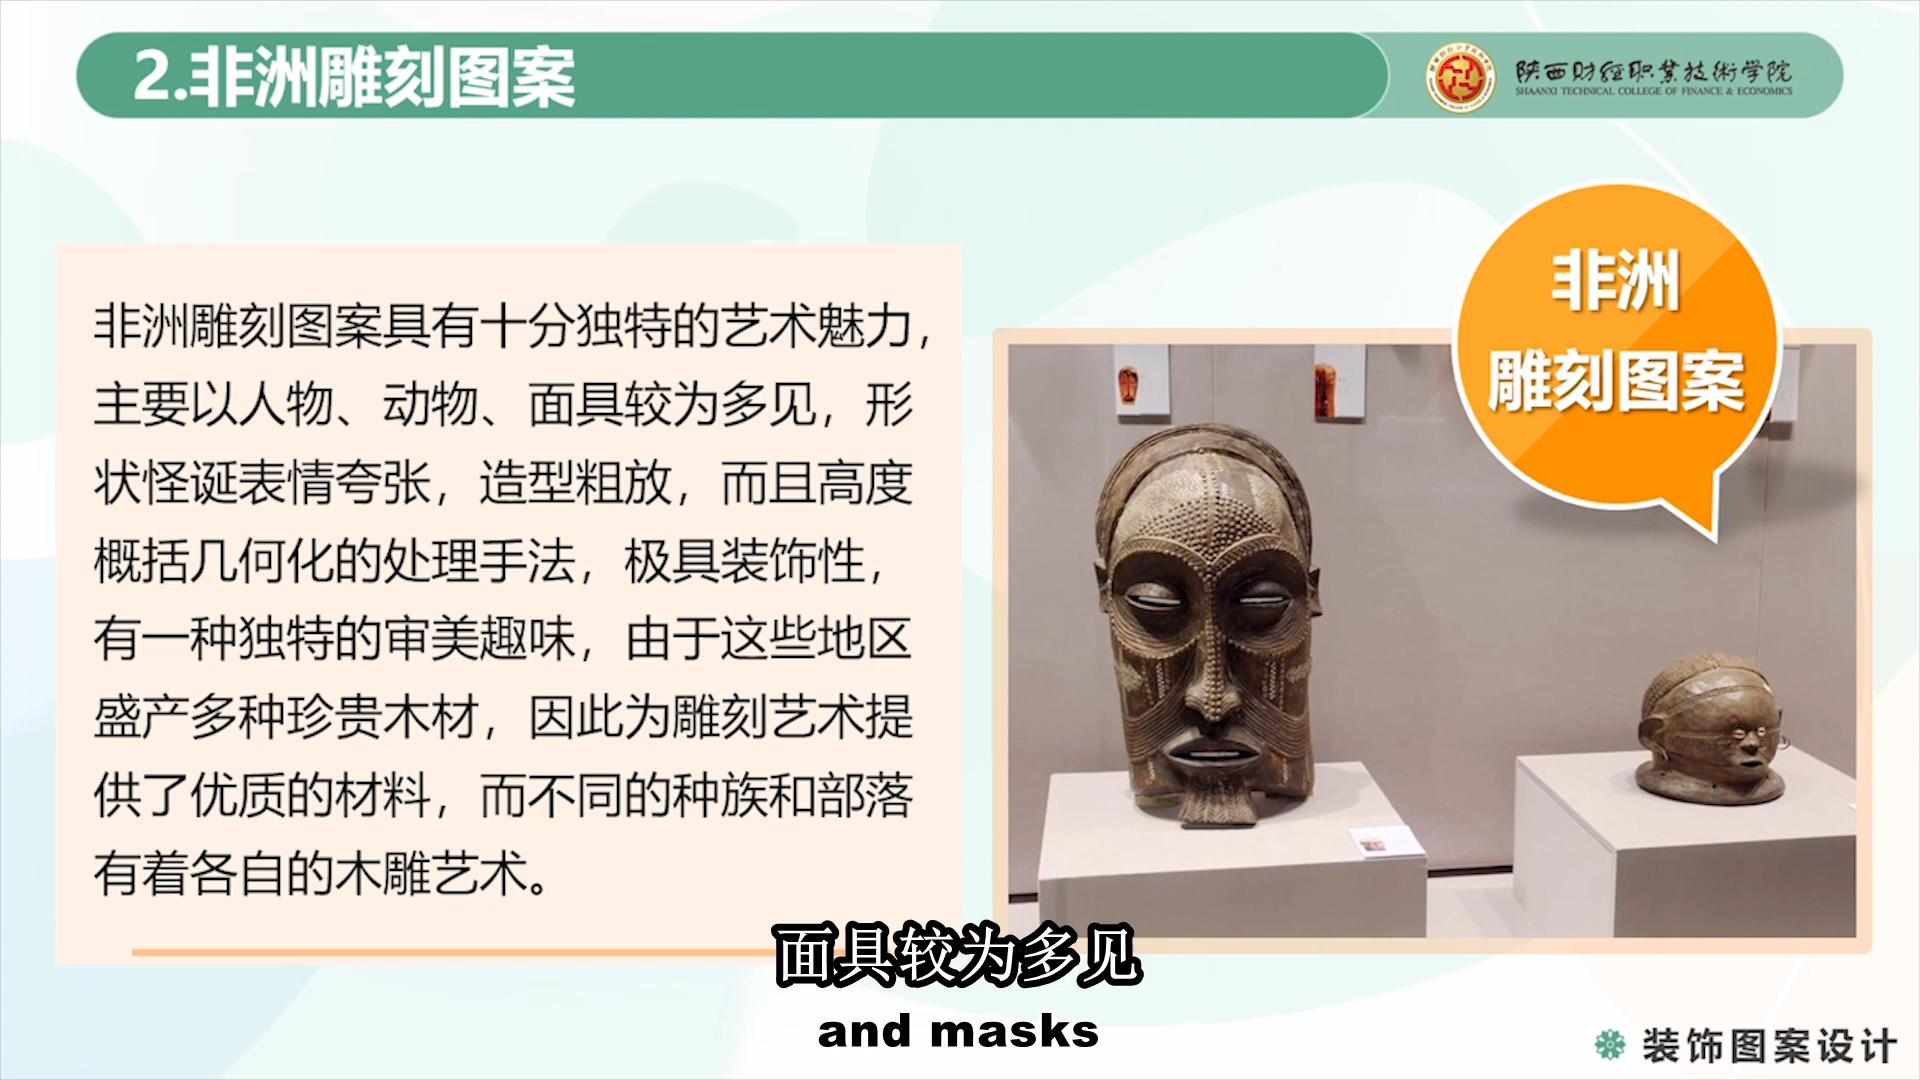 2.非洲雕刻图案
陕西财经职业技術学院
SHAANXI TECHNICAL COLLEGE OF FINANCE & ECONOMICS
非洲
雕刻图案
非洲雕刻图案具有十分独特的艺术魅力，
主要以人物、动物、面具较为多见，形
状怪诞表情夸张，造型粗放，而且高度
概括几何化的处理手法，极具装饰性，
有一种独特的审美趣味，由于这些地区
盛产多种珍贵木材，因此为雕刻艺术提
供了优质的材料，而不同的种族和部落
有着各自的木雕艺术。
面具较为多见
and masks
装饰图案设计